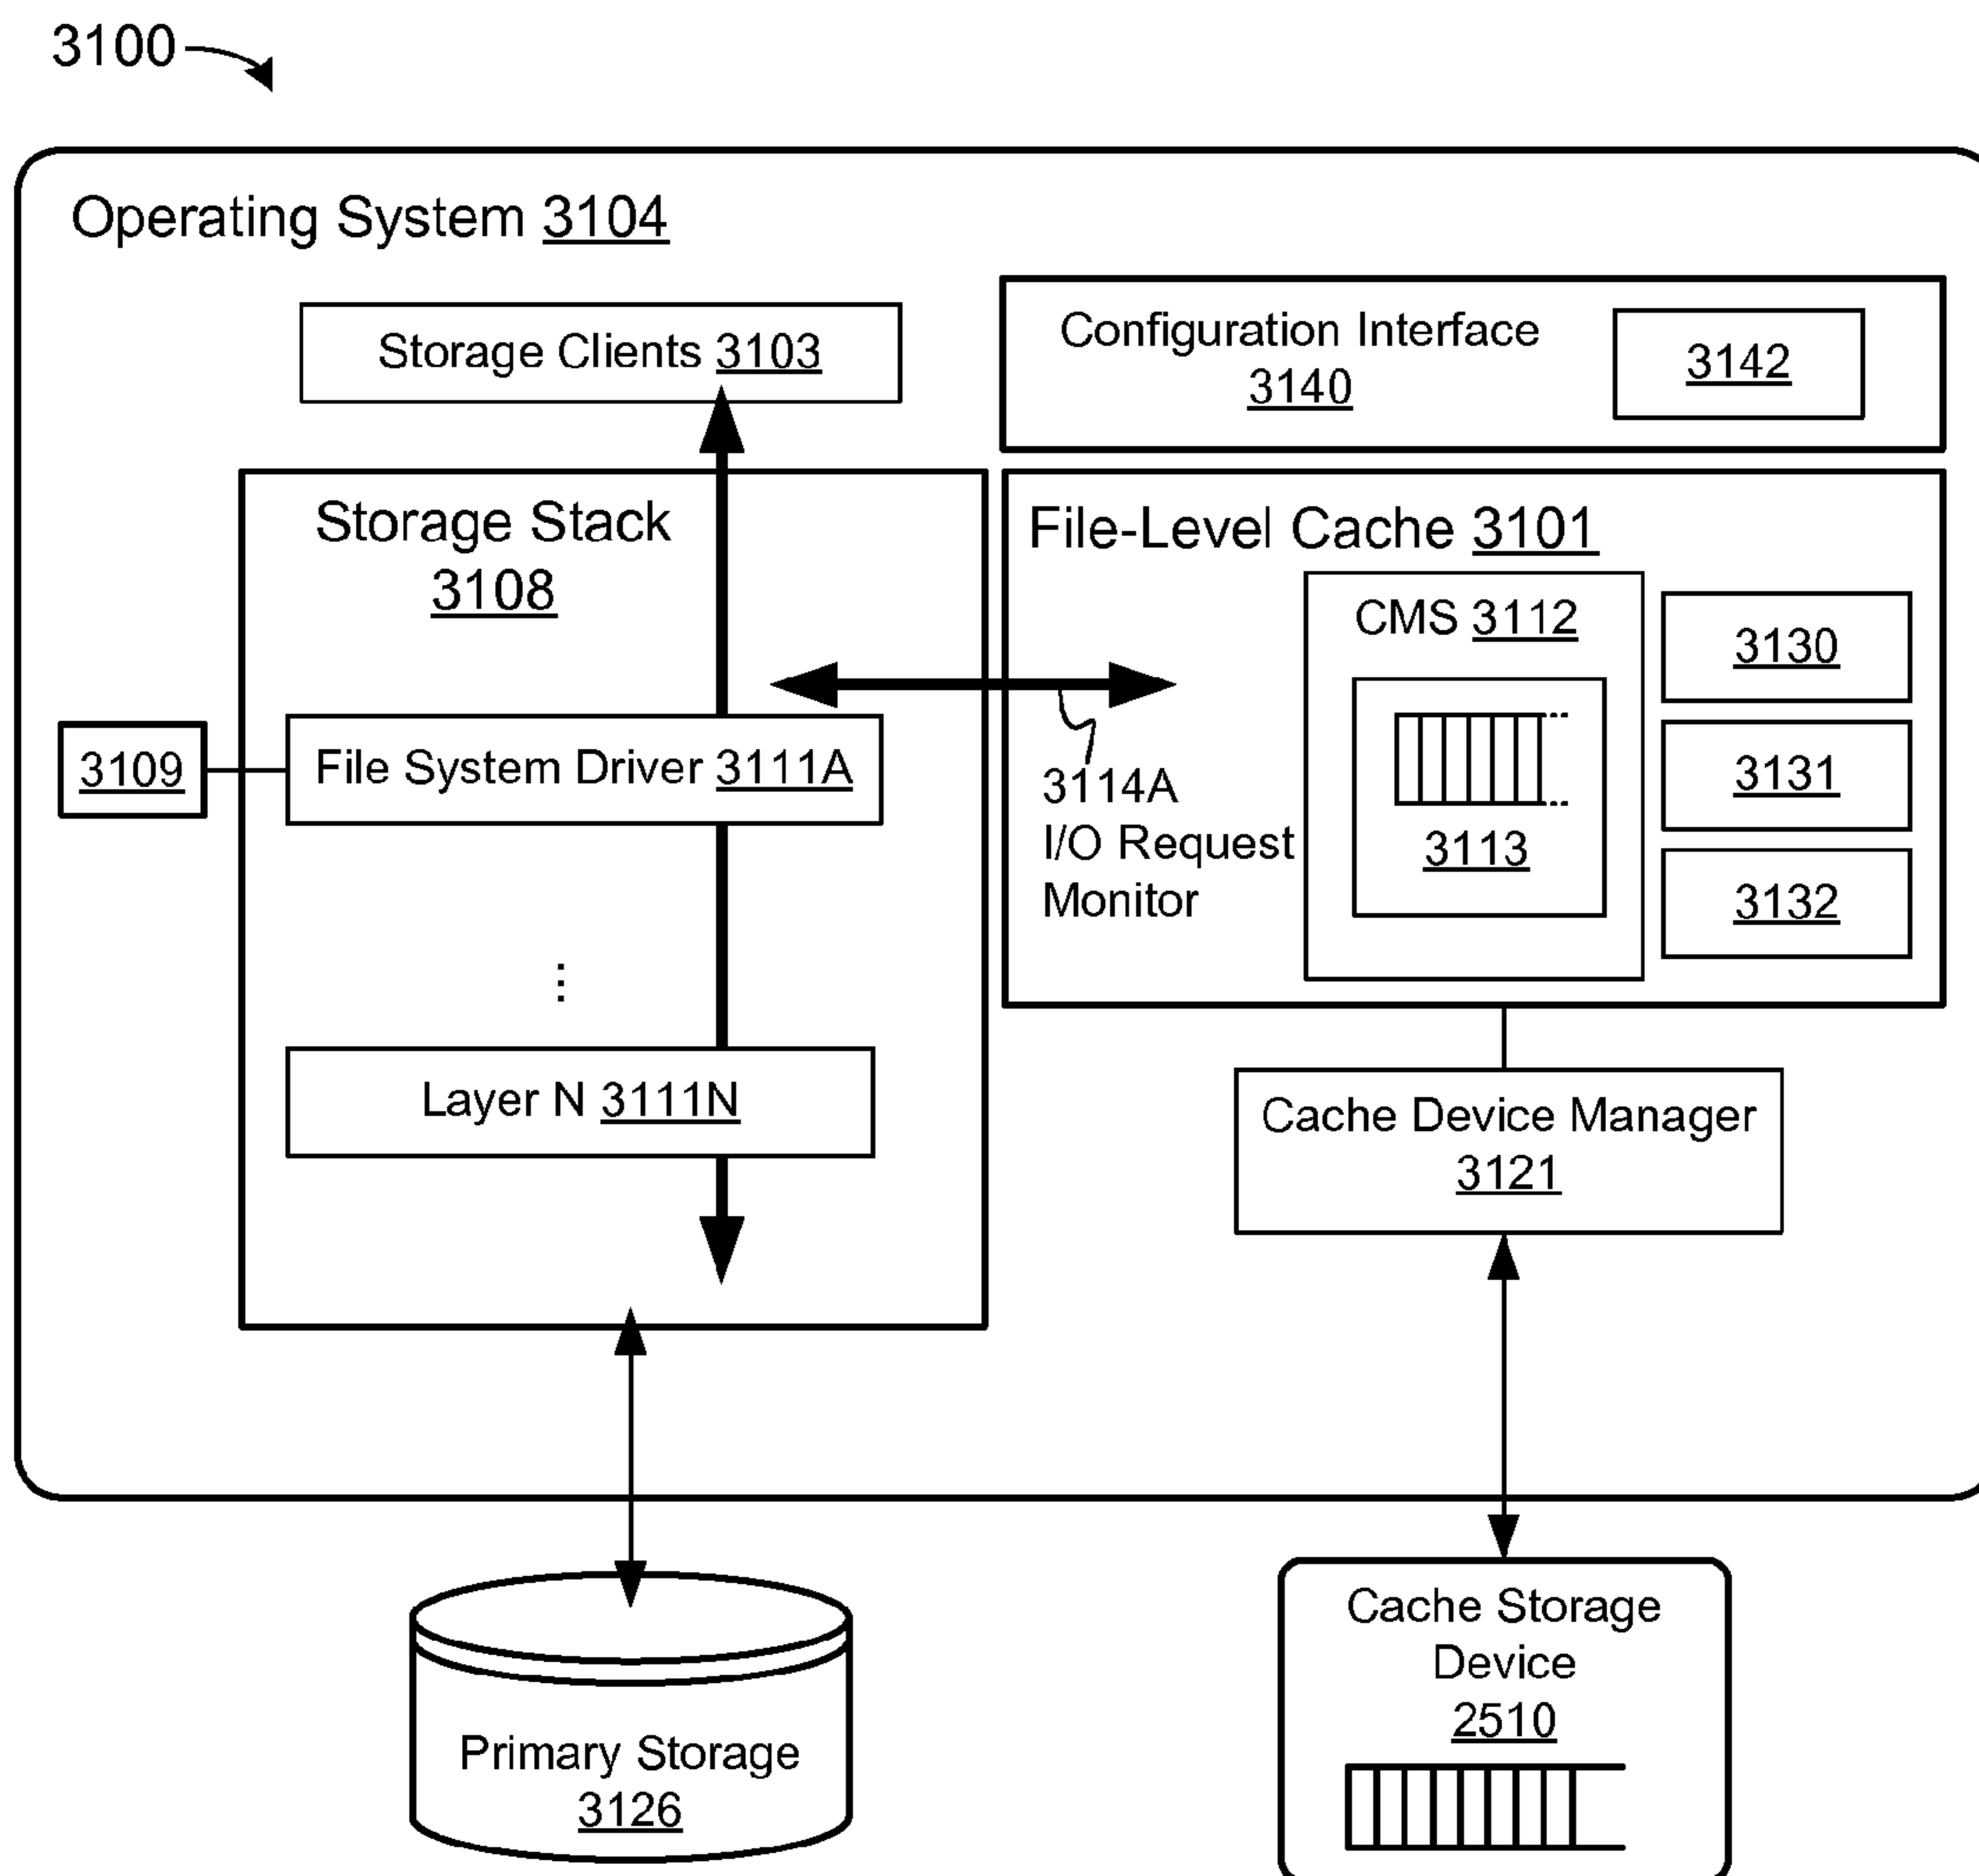 3100
Operating System 3104
Storage Clients 3103
Configuration Interface
3140
3142
Storage Stack
3108
File-Level Cache 3101
CMS 3112
3113
3130
3131
3132
3109
File System Driver 3111A
3114A
I/O Request
Monitor
⋮
Layer N 3111N
Cache Device Manager
3121
Primary Storage
3126
Cache Storage
Device
2510